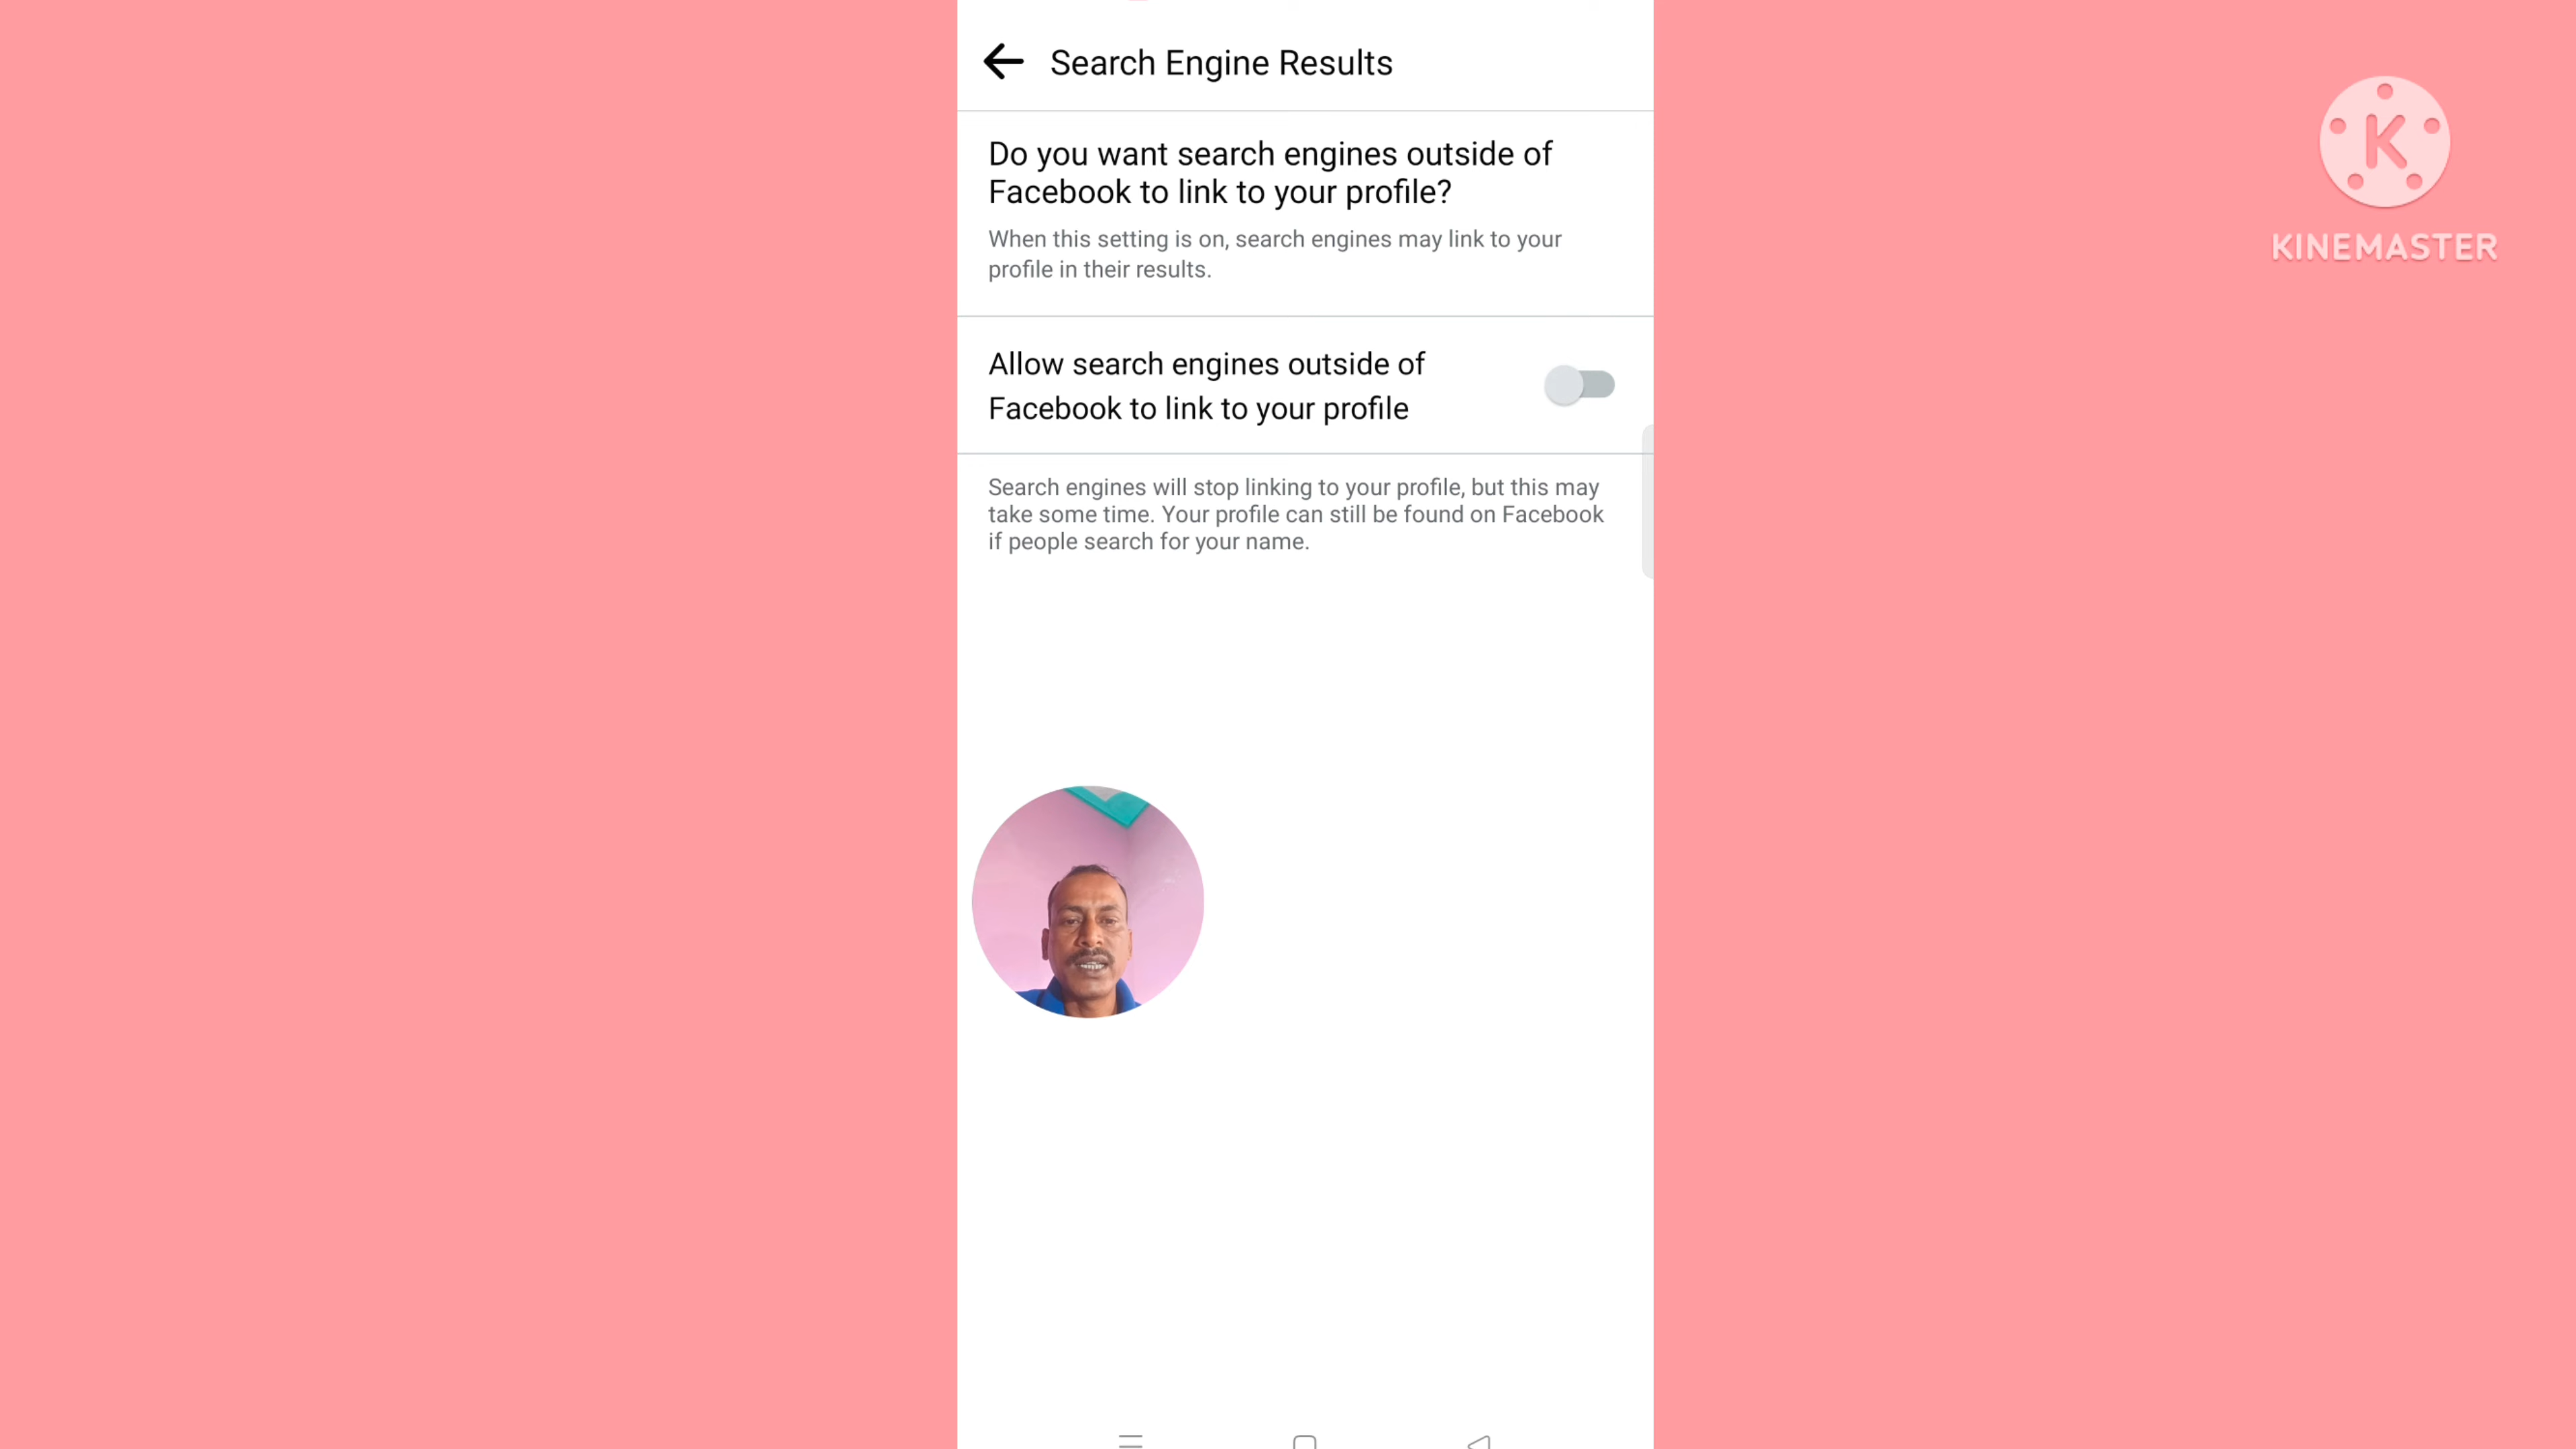 Search Engine Results
Do you want search engines outside of
Facebook to link to your profile?
When this setting is on, search engines may link to your
profile in their results.
Allow search engines outside of
Facebook to link to your profile
Search engines will stop linking to your profile, but this may
take some time. Your profile can still be found on Facebook
if people search for your name.
K
KINEMASTER